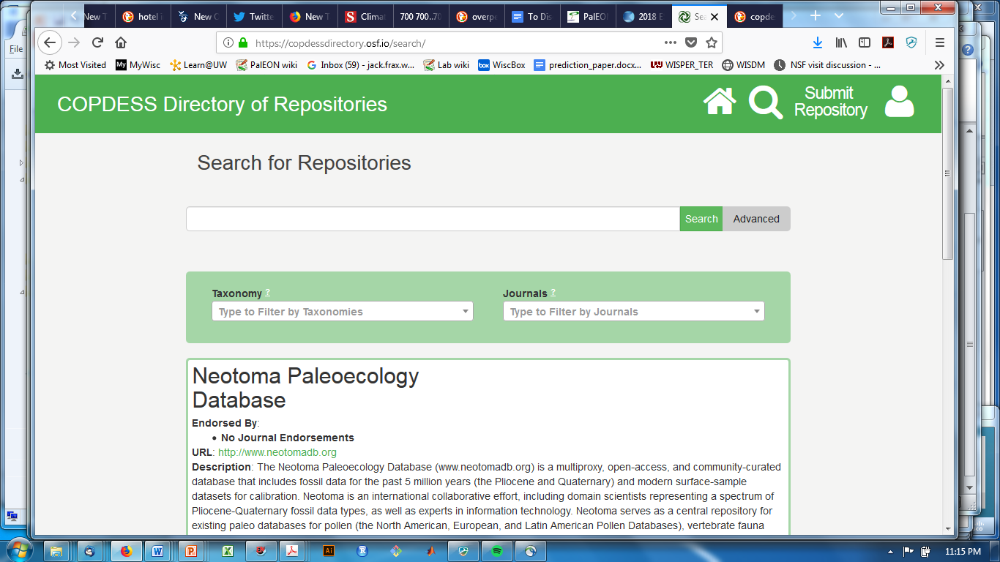 New T
hotel i
New C
Twitte
New T
Climat
700 700..70
overpe
To Dis
PalEON
2018 E
Sea
copde
File
https://copdessdirectory.osf.io/search/
Most Visited
My MyWisc
Learn@UW
PalEON wiki
G Inbox (59) - jack.frax.w...
Lab wiki
box WiscBox
prediction_paper.docx...
W WISPER_TER
WISDM
NSF visit discussion - ...
COPDESS Directory of Repositories
Submit
Repository
Search for Repositories
Search
Advanced
Taxonomy ?
Journals ?
Type to Filter by Taxonomies
Type to Filter by Journals
Neotoma Paleoecology
Database
Endorsed By:
• No Journal Endorsements
URL: http://www.neotomadb.org
Description: The Neotoma Paleoecology Database (www.neotomadb.org) is a multiproxy, open-access, and community-curated
database that includes fossil data for the past 5 million years (the Pliocene and Quaternary) and modern surface-sample
datasets for calibration. Neotoma is an international collaborative effort, including domain scientists representing a spectrum of
Pliocene-Quaternary fossil data types, as well as experts in information technology. Neotoma serves as a central repository for
existing paleo databases for pollen (the North American, European, and Latin American Pollen Databases), vertebrate fauna
11:15 PM